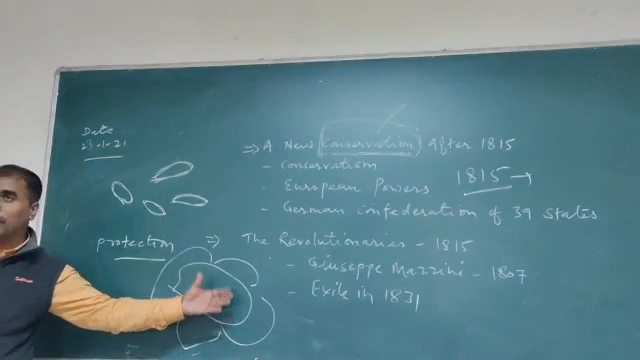 Date
23-11-21
⇒ A New Conservation after 1815
- Conservatism
- European Powers 1815 →
- German Confederation of 39 States
protection ⇒ The Revolutionaries - 1815
- Giuseppe Mazzini - 1807
- Exile in 1831